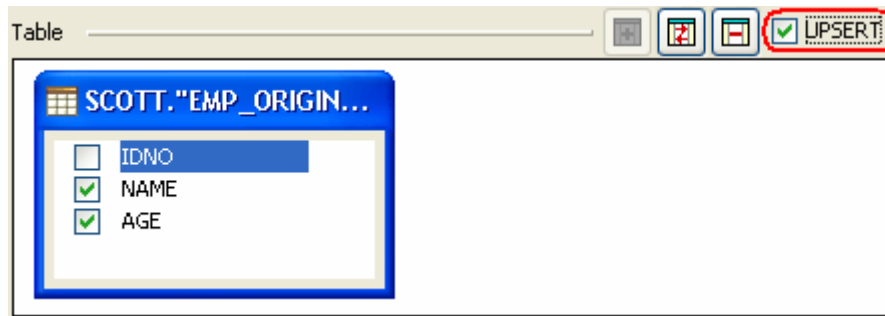 Table UPSERT
SCOTT."EMP_ORIGIN...
IDNO
NAME
AGE